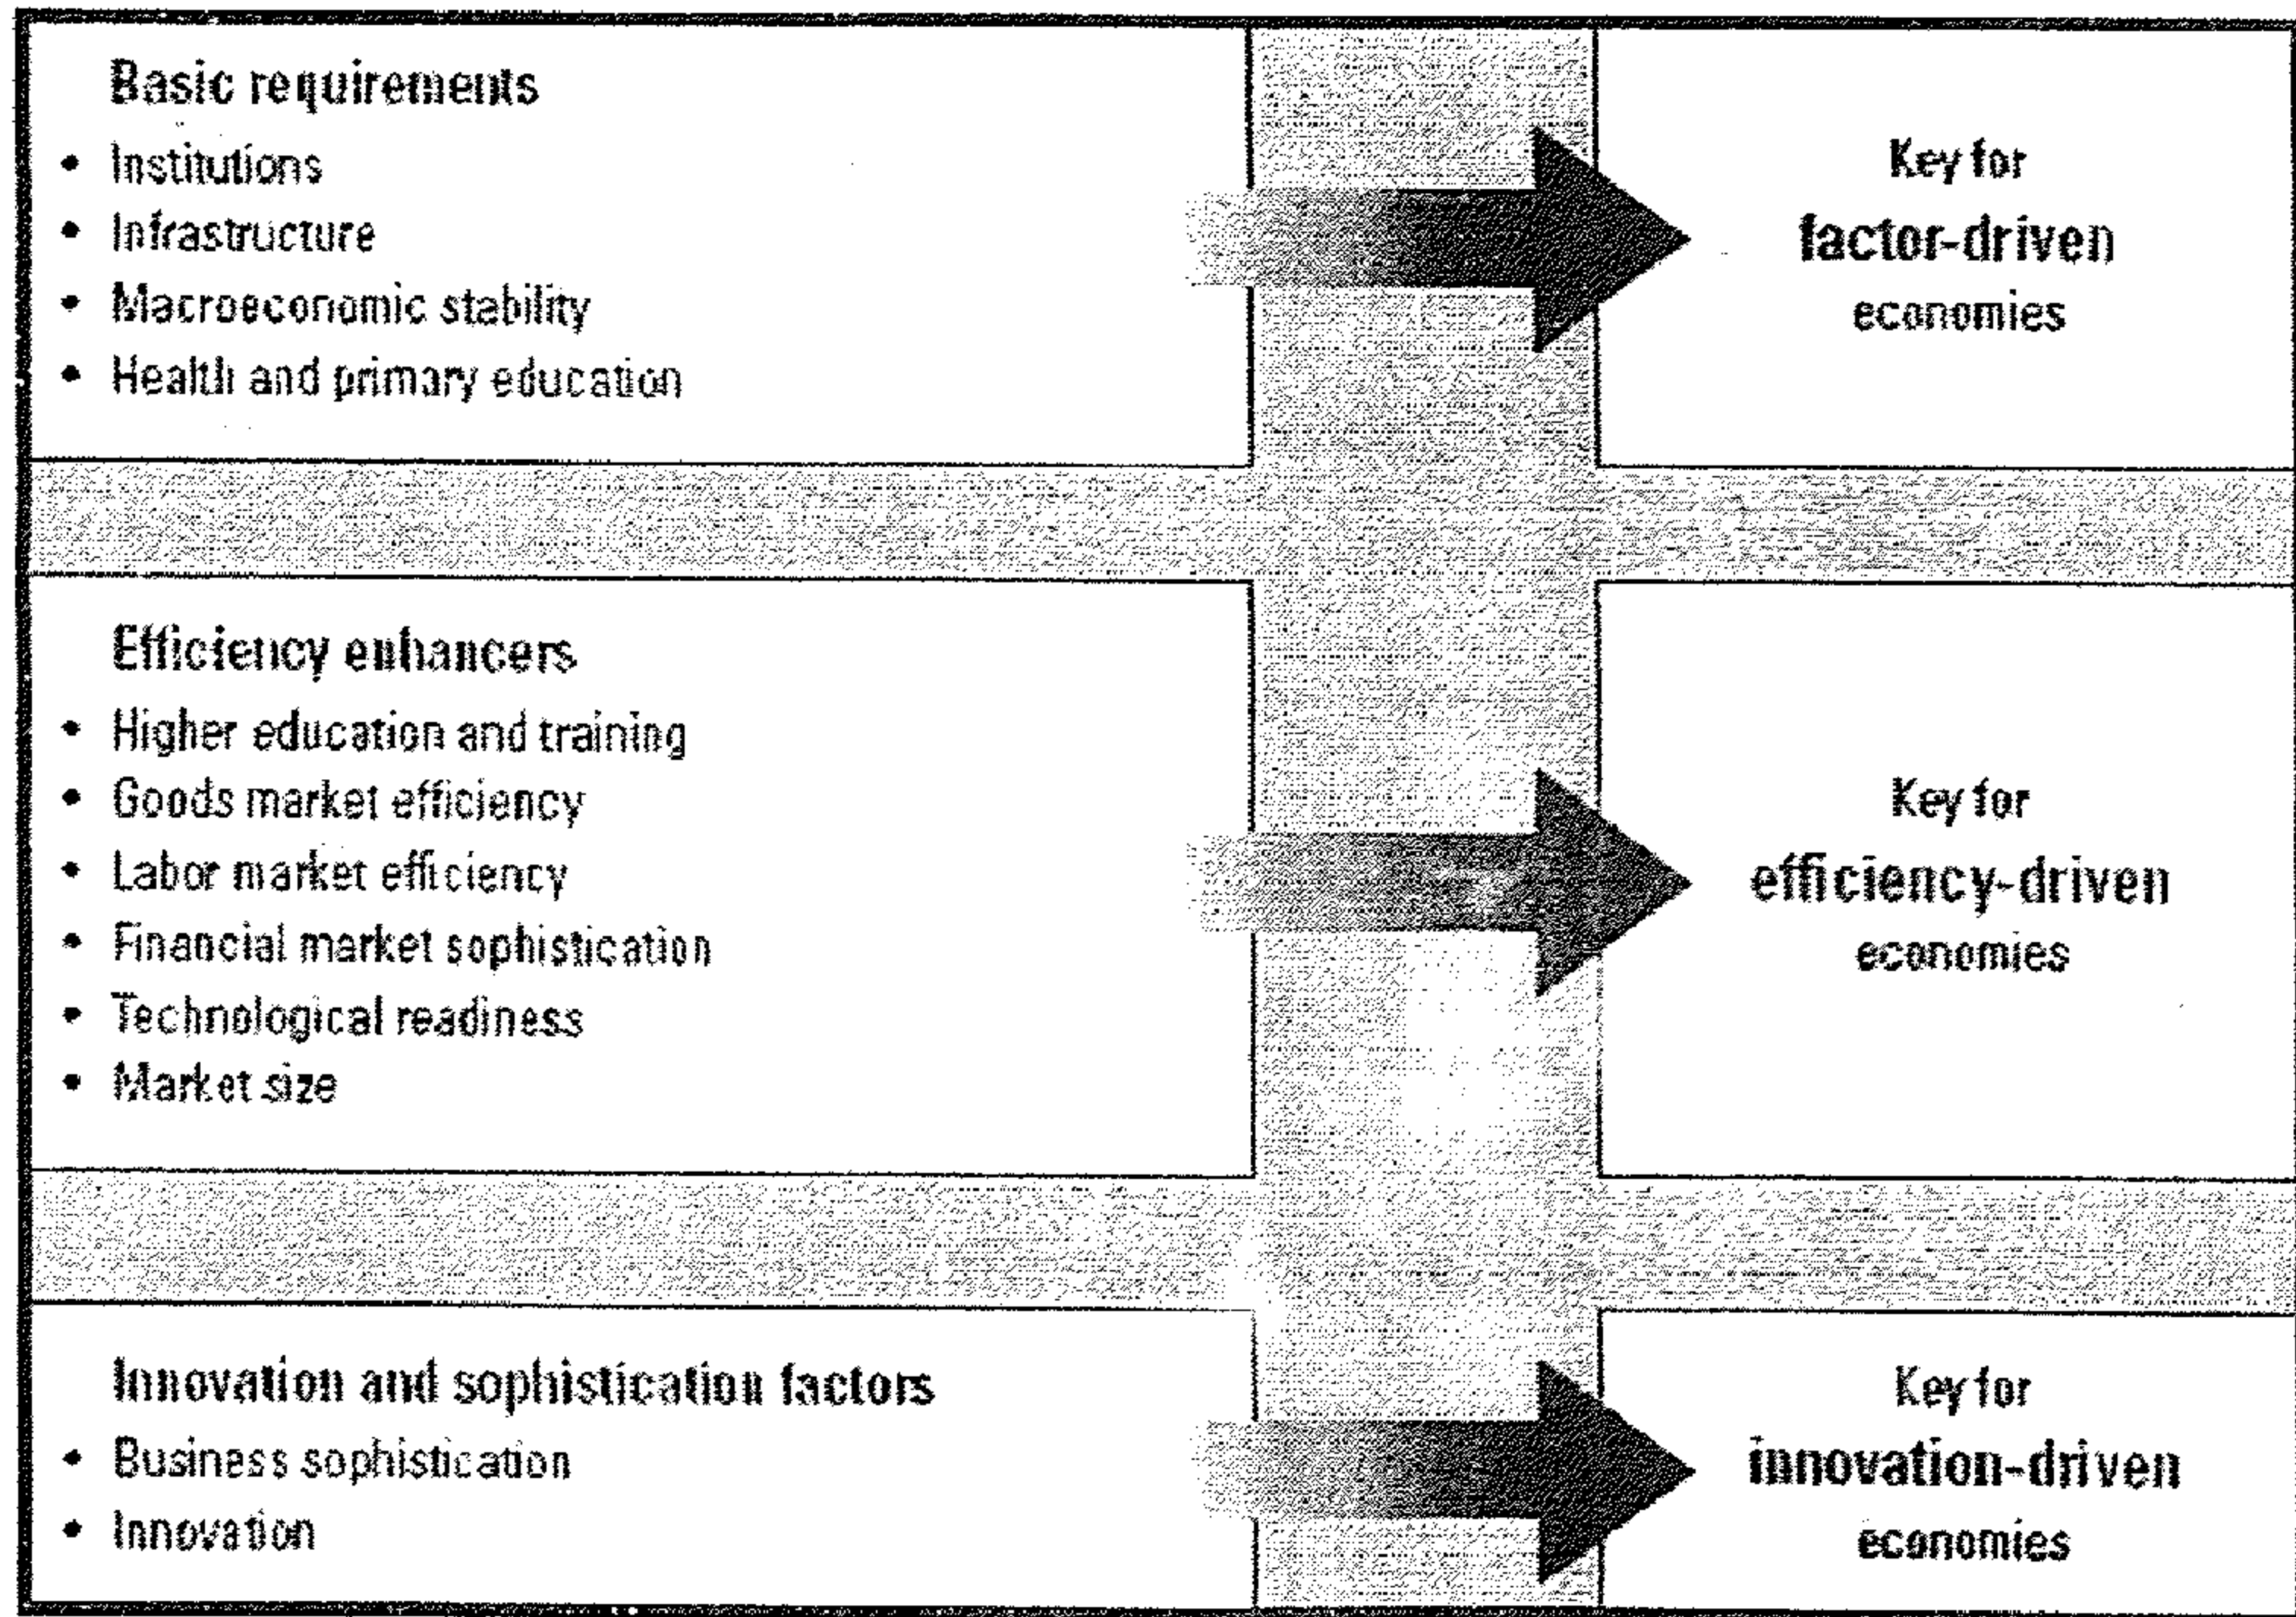 Basic requirements
• Institutions
• Infrastructure
• Macroeconomic stability
• Health and primary education
Key for
factor-driven
economies
Efficiency enhancers
• Higher education and training
• Goods market efficiency
• Labor market efficiency
• Financial market sophistication
• Technological readiness
• Market size
Key for
efficiency-driven
economies
Innovation and sophistication factors
• Business sophistication
• Innovation
Key for
innovation-driven
economies